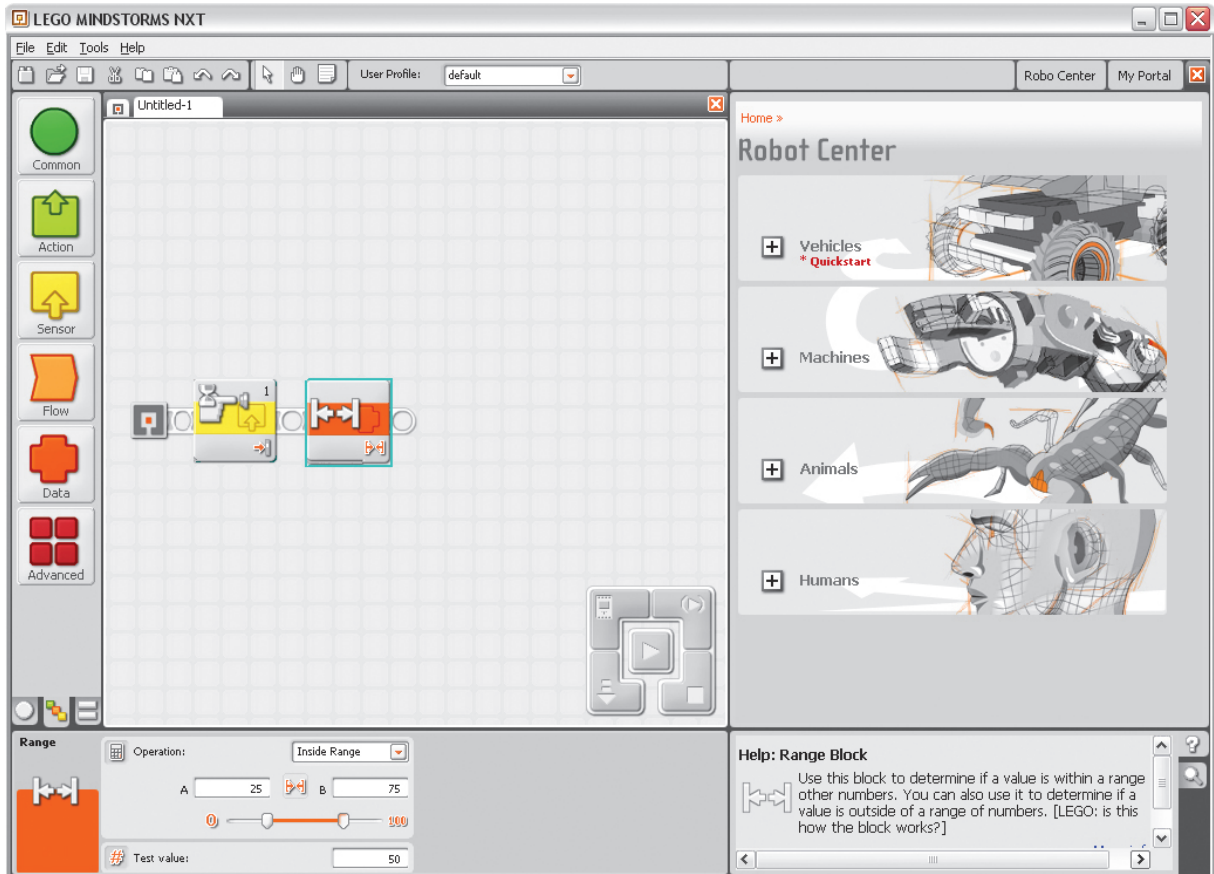 LEGO MINDSTORMS NXT
File Edit Tools Help
User Profile: default
Robo Center My Portal
Untitled-1
Common
Action
Sensor
Flow
Data
Advanced
1
Home »
Robot Center
Vehicles
* Quickstart
Machines
Animals
Humans
Range
Operation: Inside Range
A 25 B 75
0 100
# Test value: 50
Help: Range Block
Use this block to determine if a value is within a range
other numbers. You can also use it to determine if a
value is outside of a range of numbers. [LEGO: is this
how the block works?]